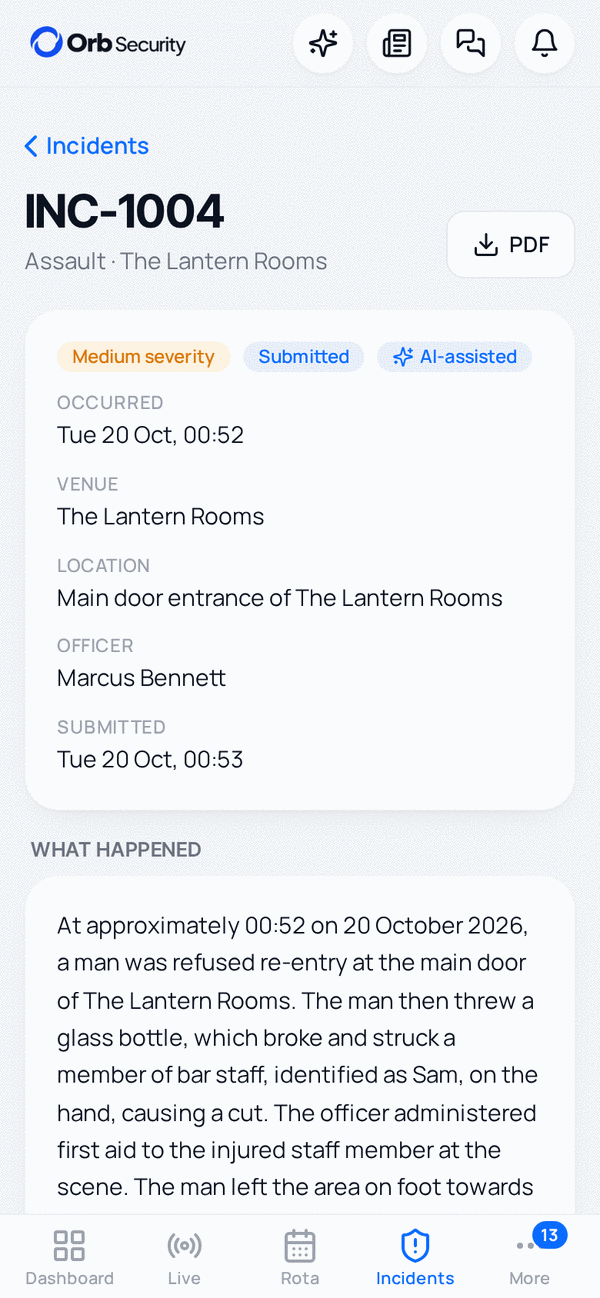 Orb Security
Incidents
INC-1004
Assault · The Lantern Rooms
PDF
Medium severity
Submitted
AI-assisted
OCCURRED
Tue 20 Oct, 00:52
VENUE
The Lantern Rooms
LOCATION
Main door entrance of The Lantern Rooms
OFFICER
Marcus Bennett
SUBMITTED
Tue 20 Oct, 00:53
WHAT HAPPENED
At approximately 00:52 on 20 October 2026,
a man was refused re-entry at the main door
of The Lantern Rooms. The man then threw a
glass bottle, which broke and struck a
member of bar staff, identified as Sam, on the
hand, causing a cut. The officer administered
first aid to the injured staff member at the
scene. The man left the area on foot towards
13
Dashboard
Live
Rota
Incidents
More